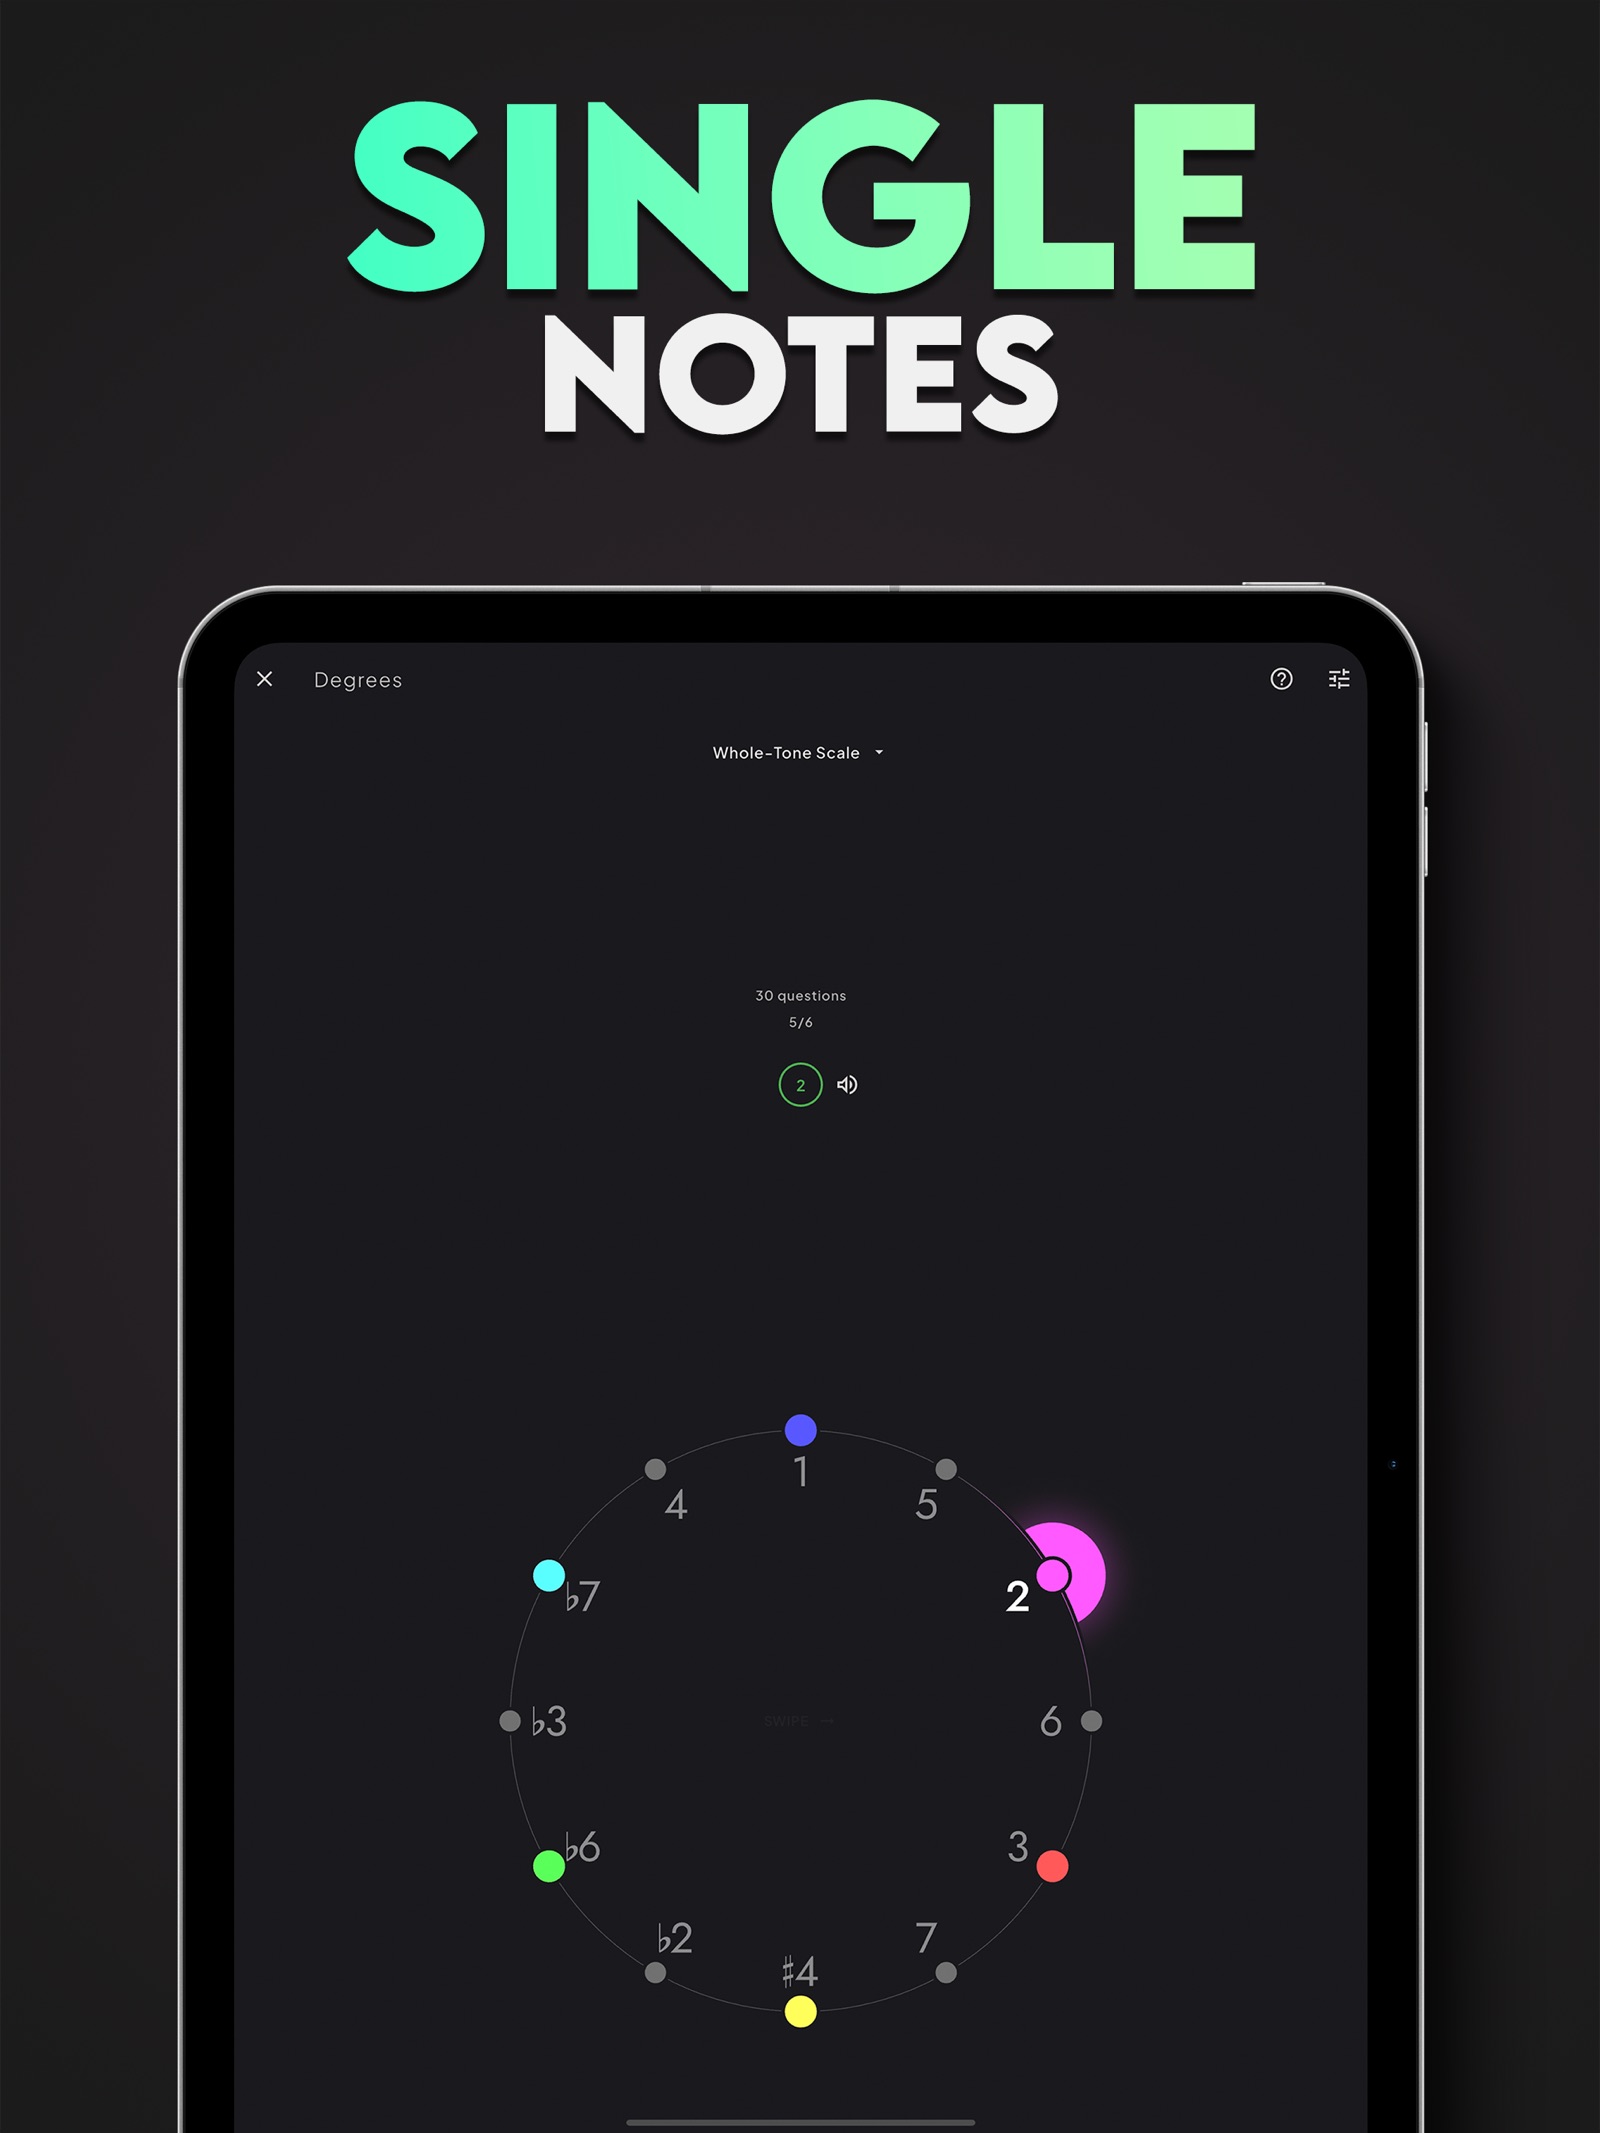 SINGLE
NOTES
Degrees
Whole-Tone Scale
30 questions
5/6
2
1
4
5
♭7
2
♭3
SWIPE →
6
♭6
3
♭2
7
♯4